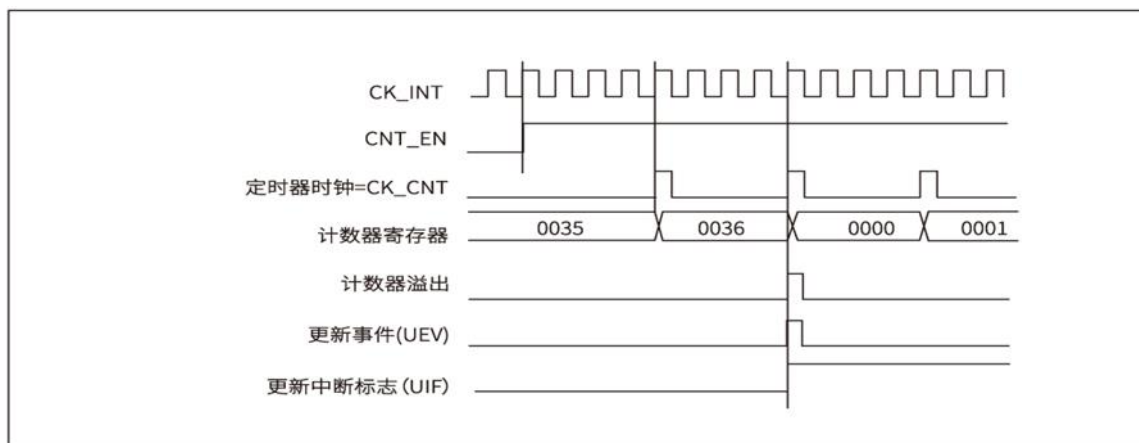 CK_INT
CNT_EN
定时器时钟=CK_CNT
计数器寄存器 0035 0036 0000 0001
计数器溢出
更新事件(UEV)
更新中断标志(UIF)